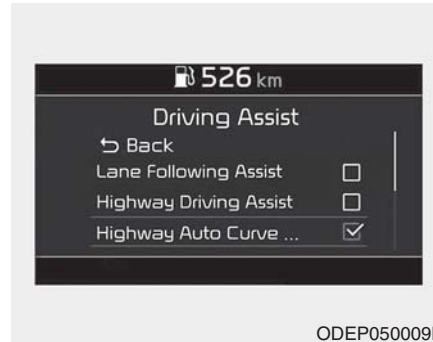 526 km
Driving Assist
Back
Lane Following Assist
Highway Driving Assist
Highway Auto Curve ...
ODEP050009